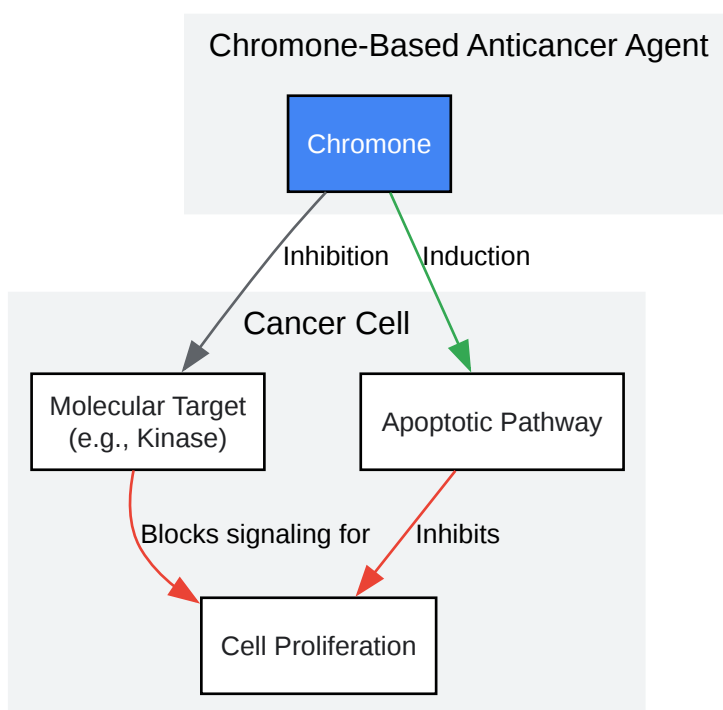 Chromone-Based Anticancer Agent
Chromone
Inhibition
Induction
Cancer Cell
Molecular Target
(e.g., Kinase)
Apoptotic Pathway
Blocks signaling for
Inhibits
Cell Proliferation